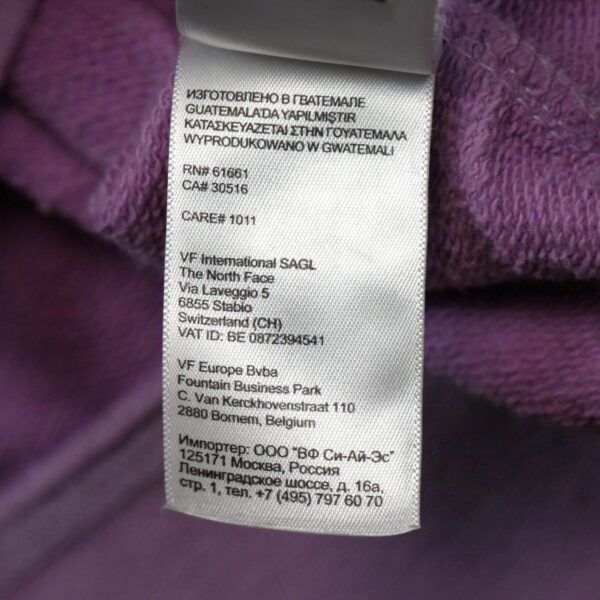 ИЗГОТОВЛЕНО В ГВАТЕМАЛЕ
GUATEMALA'DA YAPILMIŞTIR
ΚΑΤΑΣΚΕΥΑΖΕΤΑΙ ΣΤΗΝ ΓΟΥΑΤΕΜΑΛΑ
WYPRODUKOWANO W GWATEMALI
RN# 61661
CA# 30516
CARE# 1011
VF International SAGL
The North Face
Via Laveggio 5
6855 Stabio
Switzerland (CH)
VAT ID: BE 0872394541
VF Europe Bvba
Fountain Business Park
C. Van Kerckhovenstraat 110
2880 Bornem, Belgium
Импортер: ООО "ВФ Си-Ай-Эс"
125171 Москва, Россия
Ленинградское шоссе, д. 16а,
стр. 1, тел. +7 (495) 797 60 70